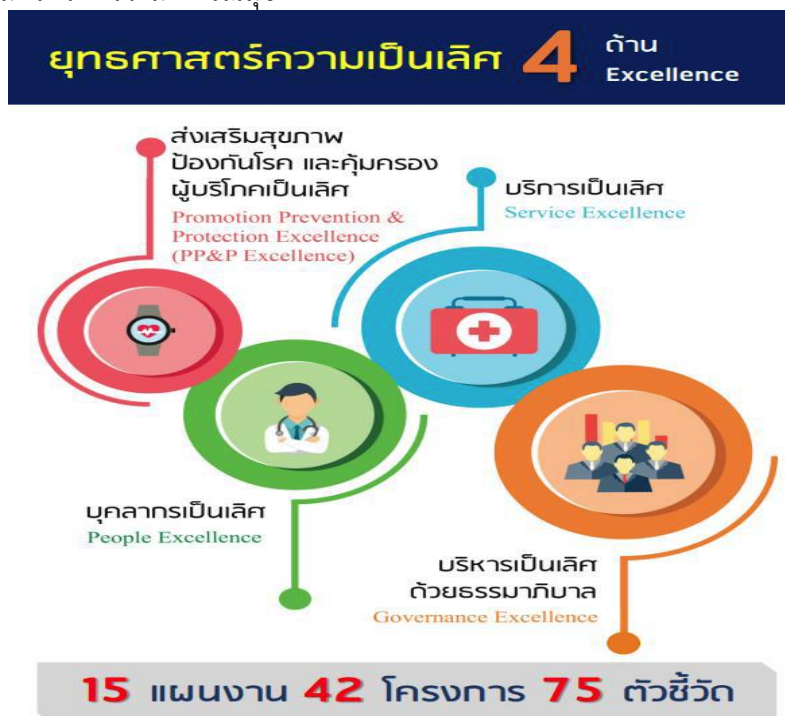 ยุทธศาสตร์ความเป็นเลิศ 4 ด้าน
Excellence
ส่งเสริมสุขภาพ
ป้องกันโรค และคุ้มครอง
ผู้บริโภคเป็นเลิศ
Promotion Prevention &
Protection Excellence
(PP&P Excellence)
บริการเป็นเลิศ
Service Excellence
บุคลากรเป็นเลิศ
People Excellence
บริหารเป็นเลิศ
ด้วยธรรมาภิบาล
Governance Excellence
15 แผนงาน 42 โครงการ 75 ตัวชี้วัด